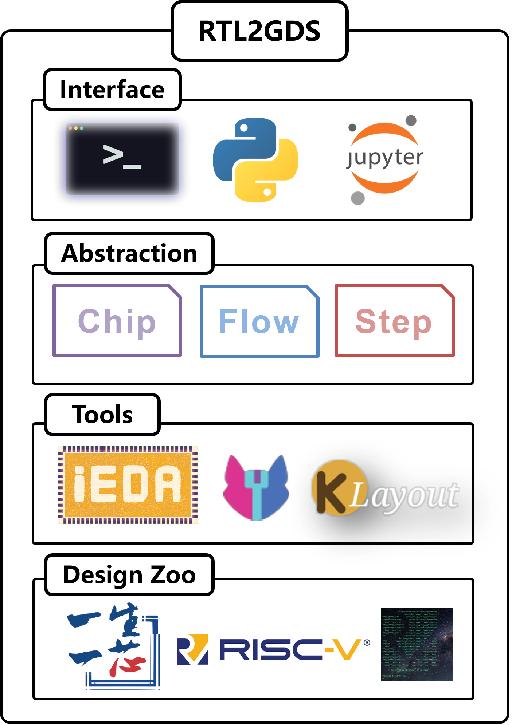 RTL2GDS
Interface
>_
jupyter
Abstraction
Chip Flow Step
Tools
iEDA
KLayout
Design Zoo
一生
一芯
RISC-V®